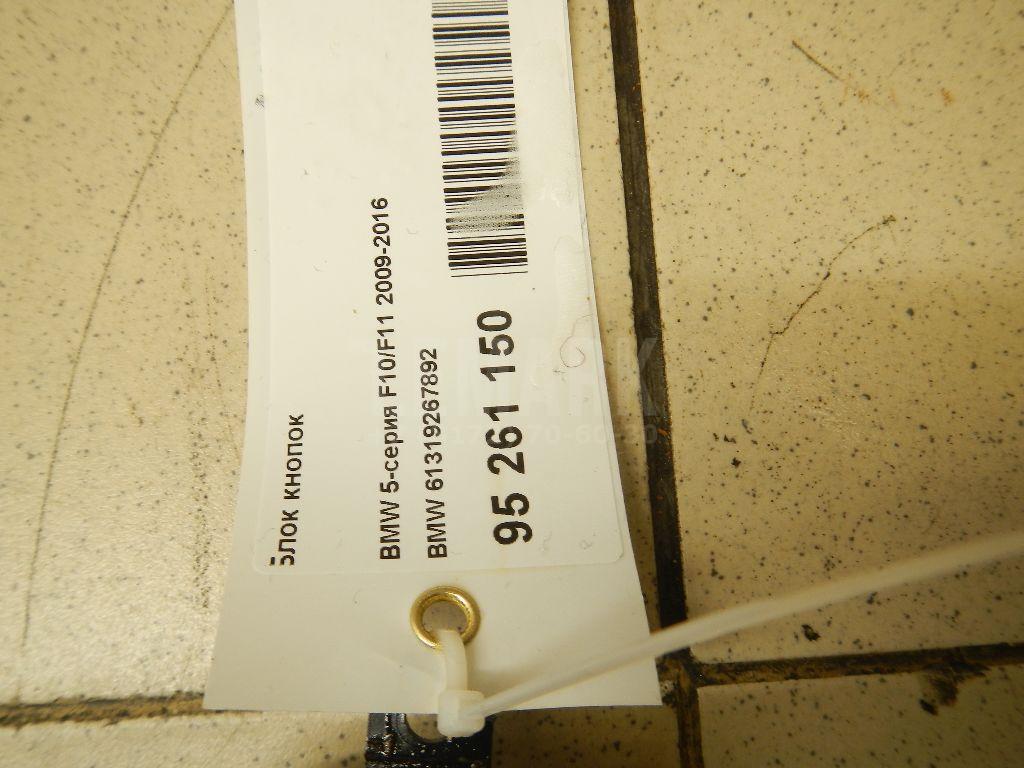 Блок кнопок
BMW 5-серия F10/F11 2009-2016
BMW 61319267892
95 261 150